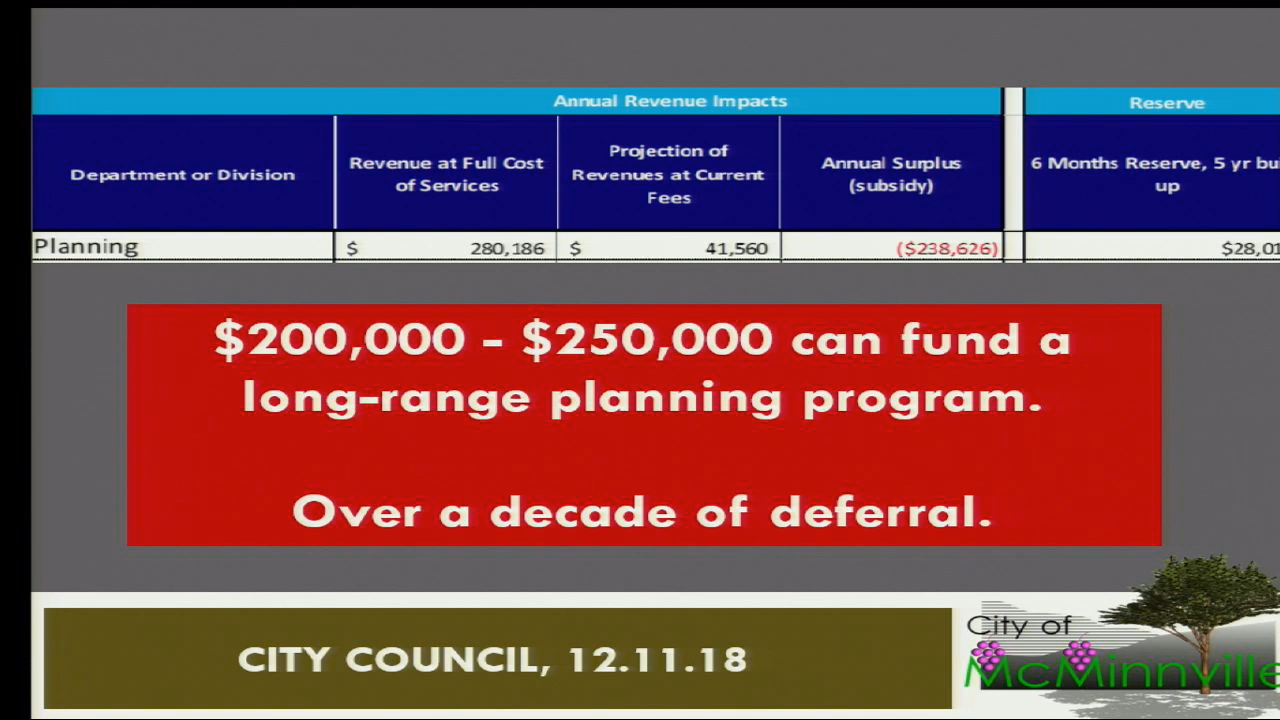 Annual Revenue Impacts
Reserve
Department or Division
Revenue at Full Cost
of Services
Projection of
Revenues at Current
Fees
Annual Surplus
(subsidy)
6 Months Reserve, 5 yr bu
up
Planning $ 280,186 $ 41,560 ($238,626) $28,01
$200,000 - $250,000 can fund a
long-range planning program.
Over a decade of deferral.
CITY COUNCIL, 12.11.18
City of
McMinnville